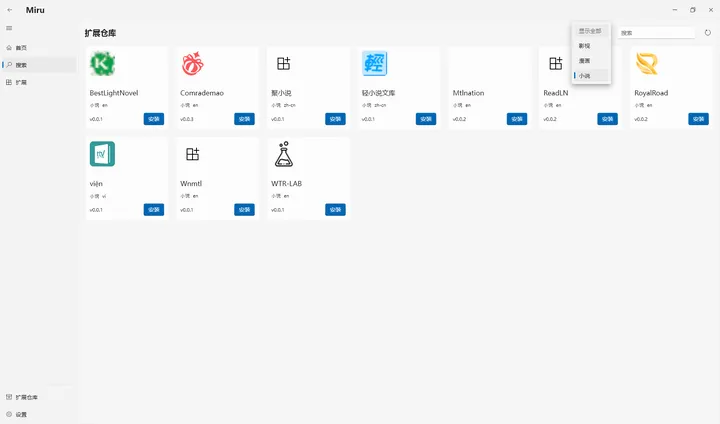 Miru
首页
搜索
扩展
扩展仓库
设置
扩展仓库
显示全部
影视
漫画
小说
搜索
BestLightNovel
小说 en
v0.0.1 安装
Comrademao
小说 en
v0.0.3 安装
聚小说
小说 zh-cn
v0.0.1 安装
轻小说文库
小说 zh-cn
v0.0.1 安装
Mtlnation
小说 en
v0.0.2 安装
ReadLN
小说 en
v0.0.2 安装
RoyalRoad
小说 en
v0.0.2 安装
viện
小说 vi
v0.0.1 安装
Wnmtl
小说 en
v0.0.1 安装
WTR-LAB
小说 en
v0.0.1 安装